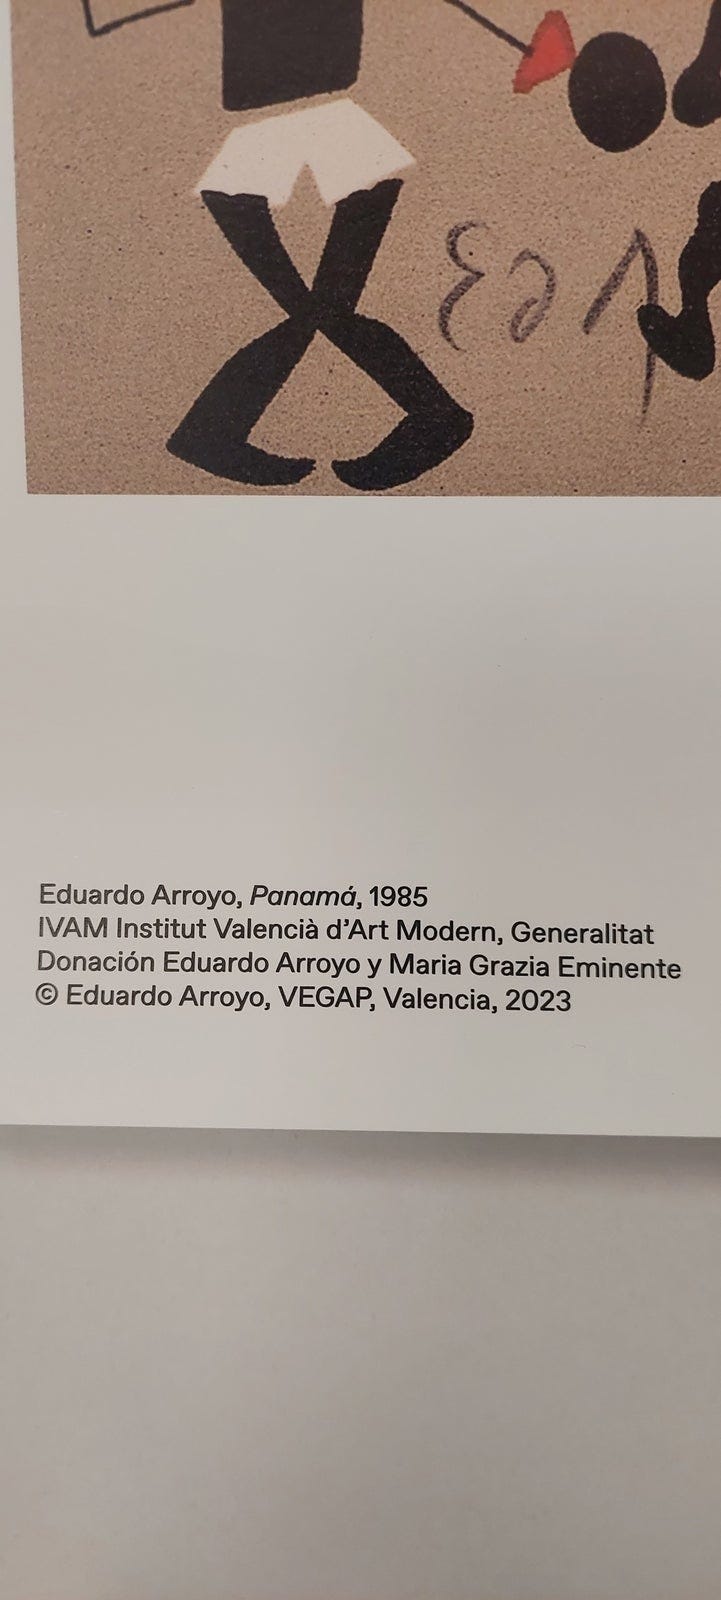 Eduardo Arroyo, Panamá, 1985
IVAM Institut Valencià d'Art Modern, Generalitat
Donación Eduardo Arroyo y Maria Grazia Eminente
© Eduardo Arroyo, VEGAP, Valencia, 2023